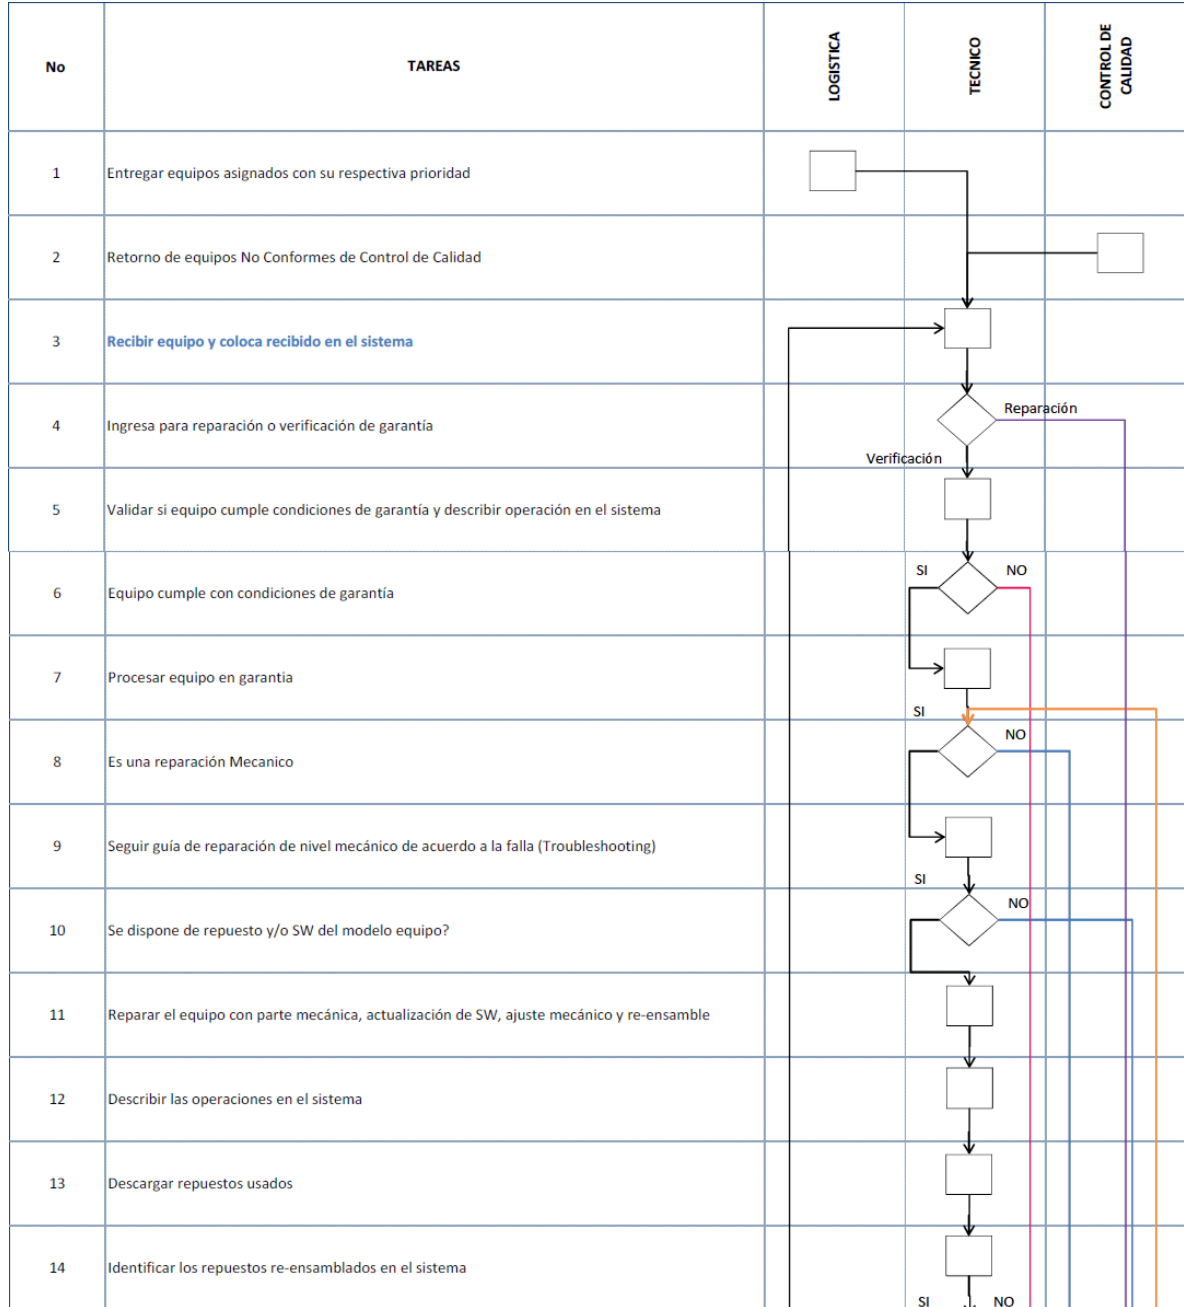 No
TAREAS
LOGISTICA
TECNICO
CONTROL DE
CALIDAD
1
Entregar equipos asignados con su respectiva prioridad
2
Retorno de equipos No Conformes de Control de Calidad
3
Recibir equipo y coloca recibido en el sistema
4
Ingresa para reparación o verificación de garantía
Reparación
Verificación
5
Validar si equipo cumple condiciones de garantía y describir operación en el sistema
6
Equipo cumple con condiciones de garantía
SI
NO
7
Procesar equipo en garantia
SI
NO
8
Es una reparación Mecanico
9
Seguir guía de reparación de nivel mecánico de acuerdo a la falla (Troubleshooting)
SI
NO
10
Se dispone de repuesto y/o SW del modelo equipo?
11
Reparar el equipo con parte mecánica, actualización de SW, ajuste mecánico y re-ensamble
12
Describir las operaciones en el sistema
13
Descargar repuestos usados
14
Identificar los repuestos re-ensamblados en el sistema
SI
NO